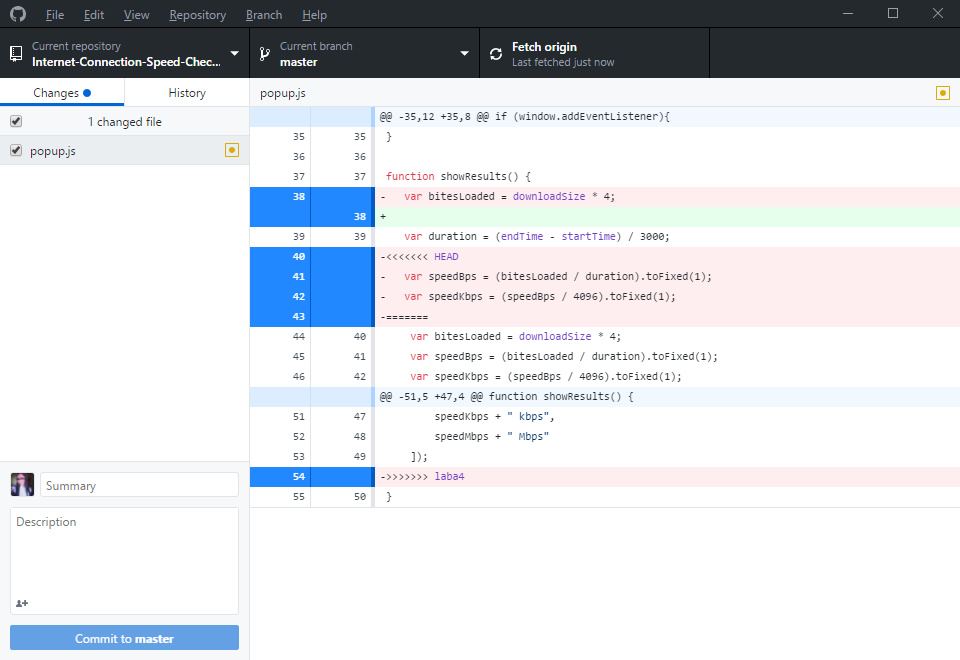 File Edit View Repository Branch Help
Current repository
Internet-Connection-Speed-Chec...
Current branch
master
Fetch origin
Last fetched just now
Changes History
1 changed file
popup.js
popup.js
@@ -35,12 +35,8 @@ if (window.addEventListener){
35 35 }
36 36
37 37 function showResults() {
38 - var bitesLoaded = downloadSize * 4;
38 +
39 39 var duration = (endTime - startTime) / 3000;
40 -<<<<<<< HEAD
41 - var speedBps = (bitesLoaded / duration).toFixed(1);
42 - var speedKbps = (speedBps / 4096).toFixed(1);
43 -=======
44 40 var bitesLoaded = downloadSize * 4;
45 41 var speedBps = (bitesLoaded / duration).toFixed(1);
46 42 var speedKbps = (speedBps / 4096).toFixed(1);
@@ -51,5 +47,4 @@ function showResults() {
51 47 speedKbps + " kbps",
52 48 speedMbps + " Mbps"
53 49 ]);
54 ->>>>>>> laba4
55 50 }
Summary
Description
Commit to master